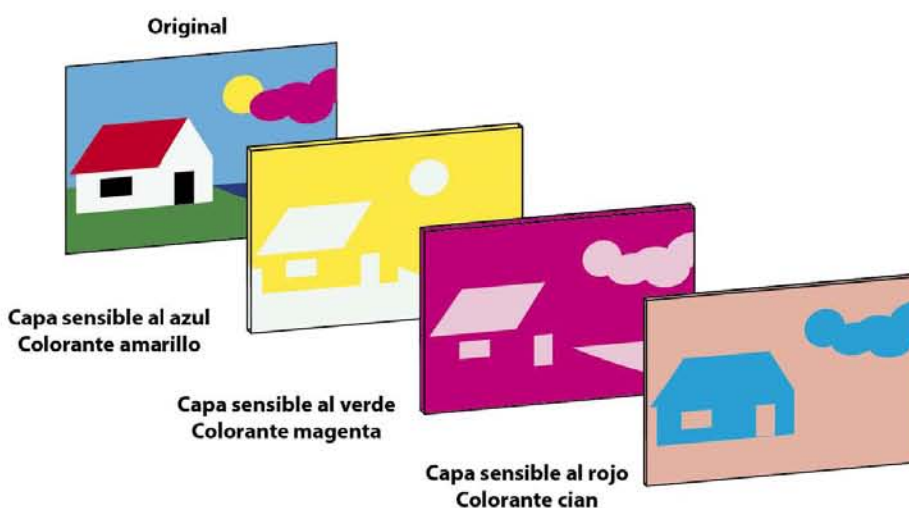 Original
Capa sensible al azul
Colorante amarillo
Capa sensible al verde
Colorante magenta
Capa sensible al rojo
Colorante cian